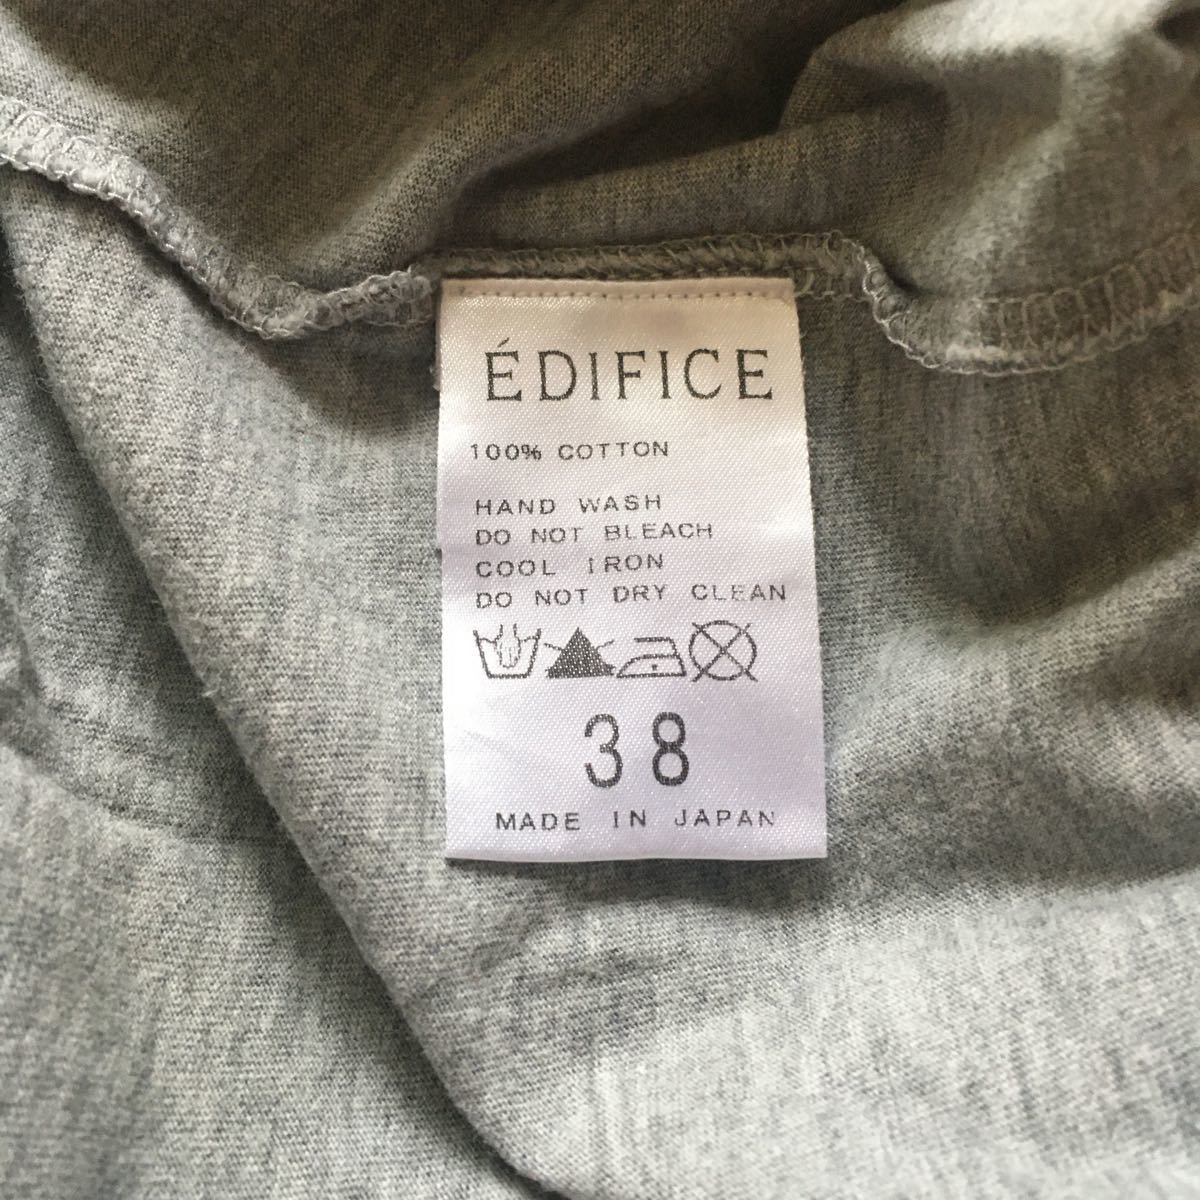 ÉDIFICE
100% COTTON
HAND WASH
DO NOT BLEACH
COOL IRON
DO NOT DRY CLEAN
38
MADE IN JAPAN